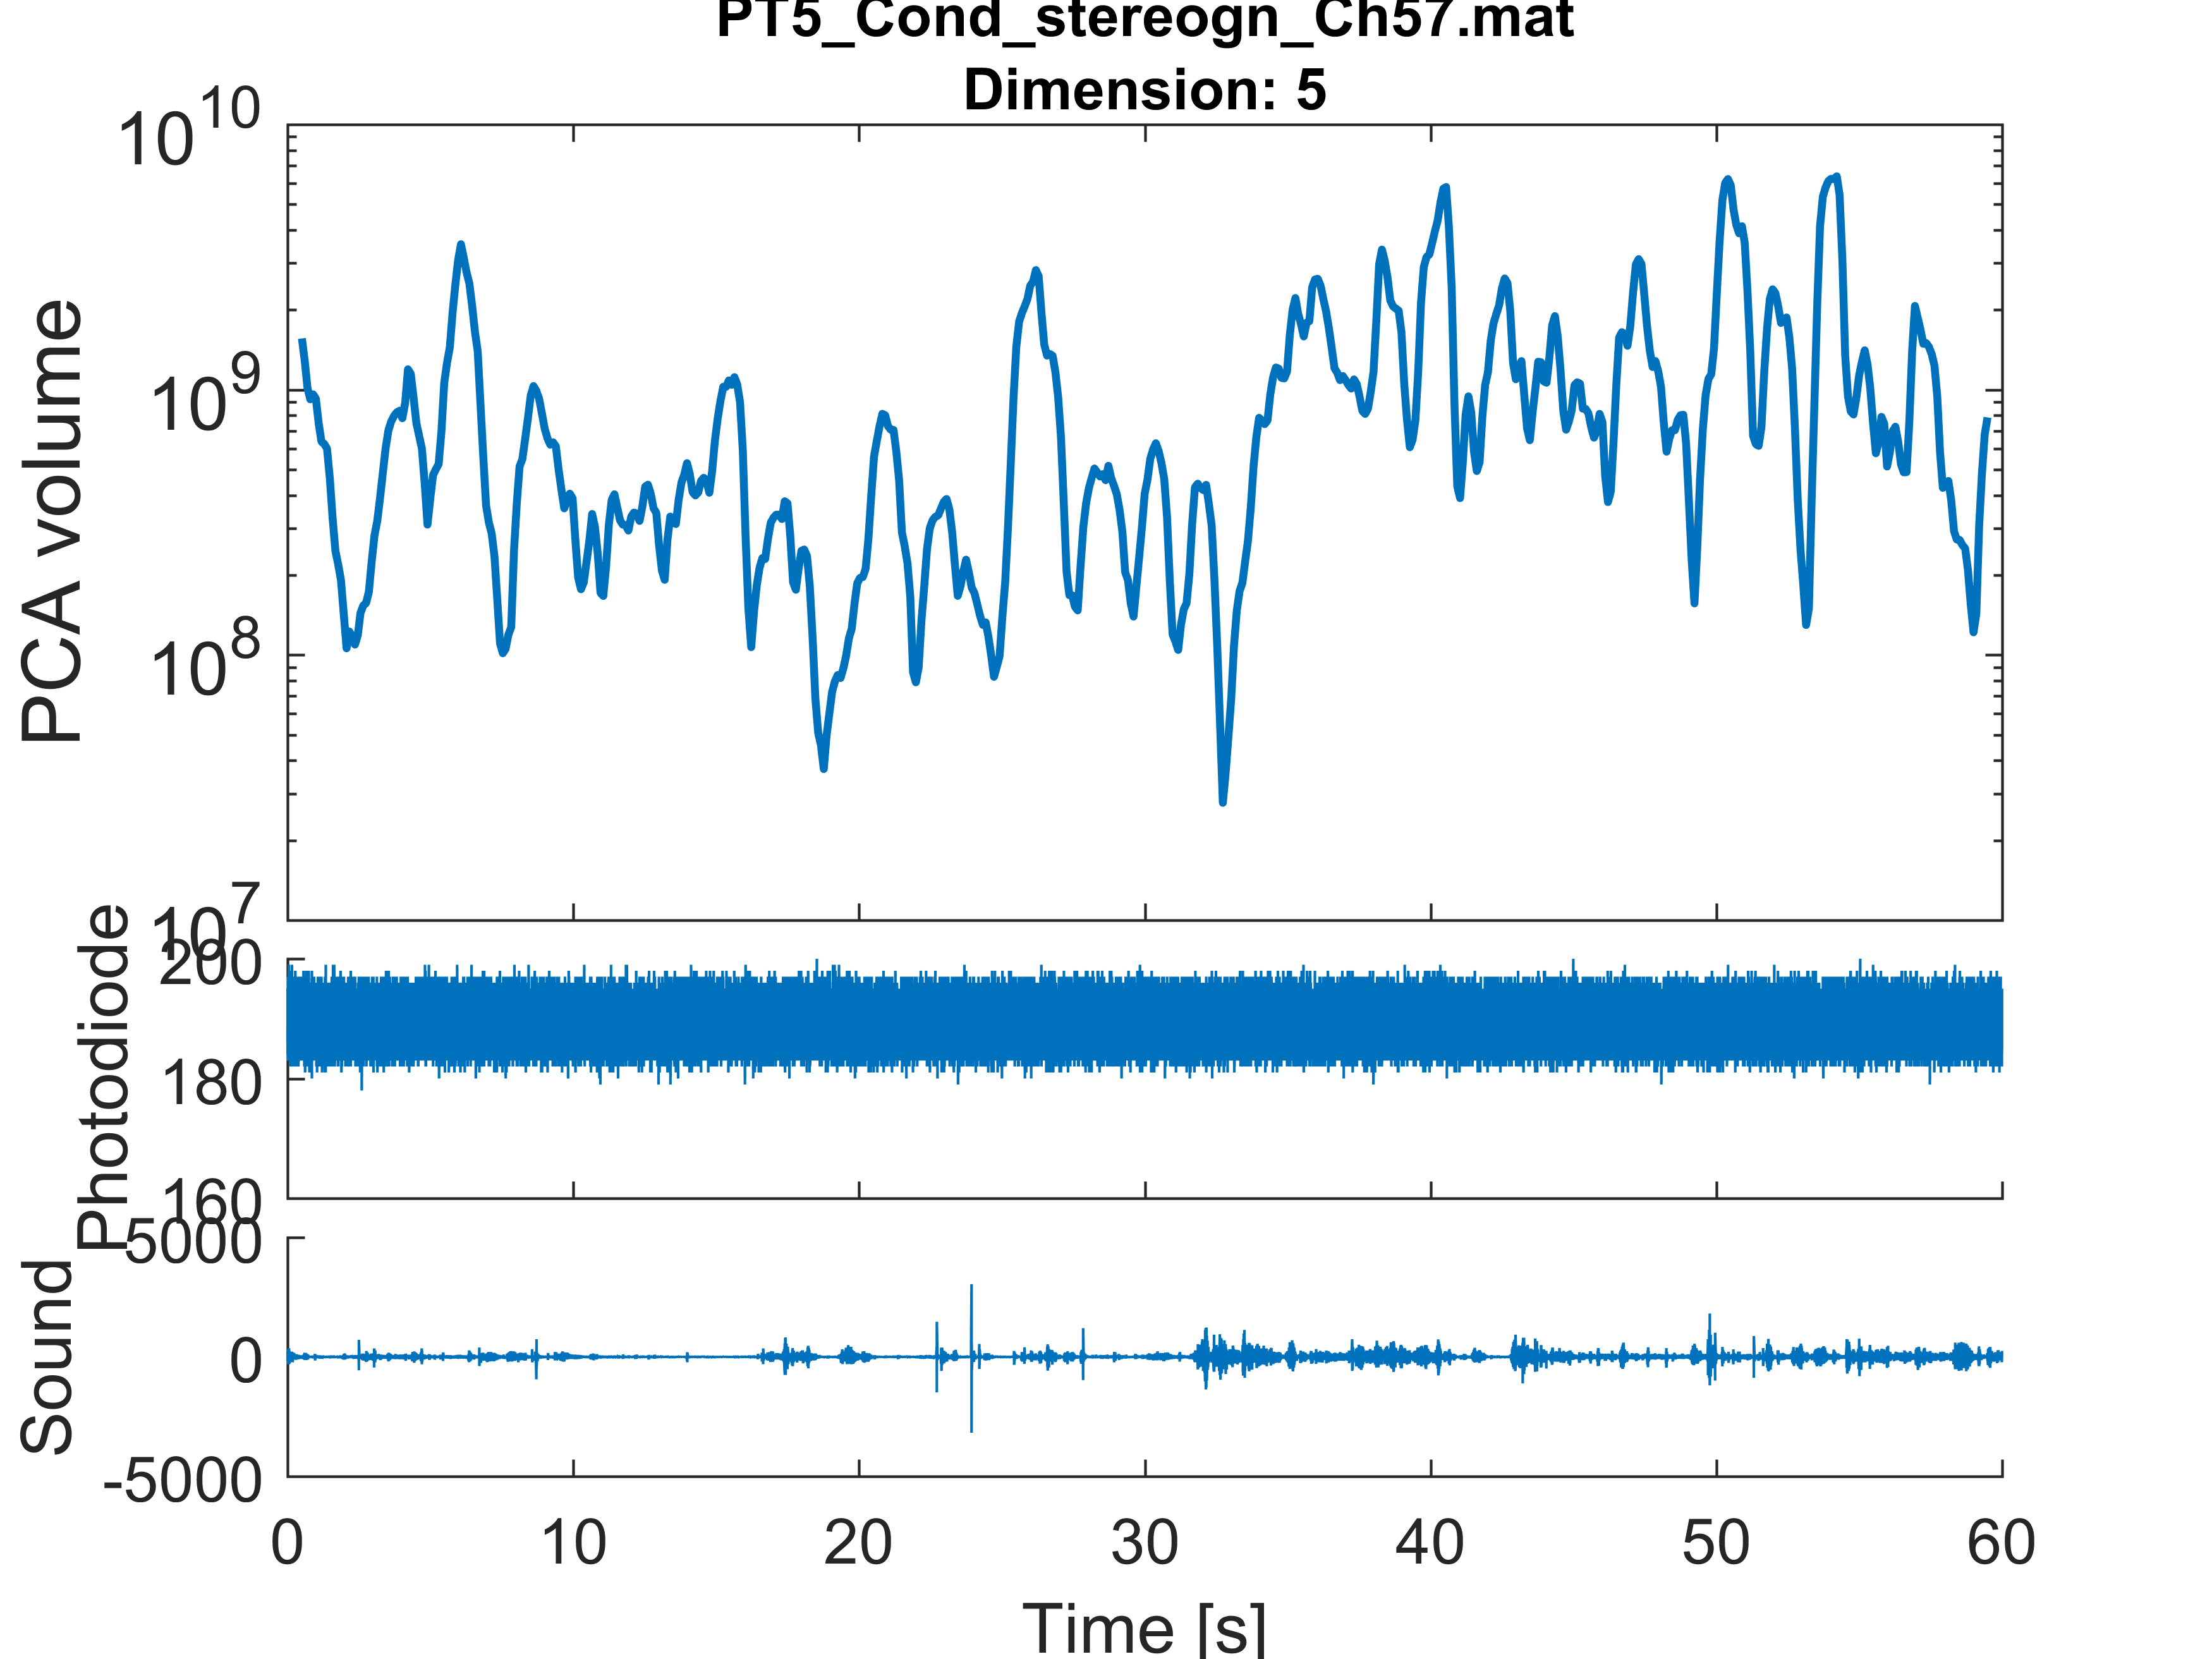 PT5_Cond_stereogn_Ch57.mat
Dimension: 5
PCA volume
10^10
10^9
10^8
10^7
Photodiode
200
180
160
Sound
5000
0
-5000
0 10 20 30 40 50 60
Time [s]